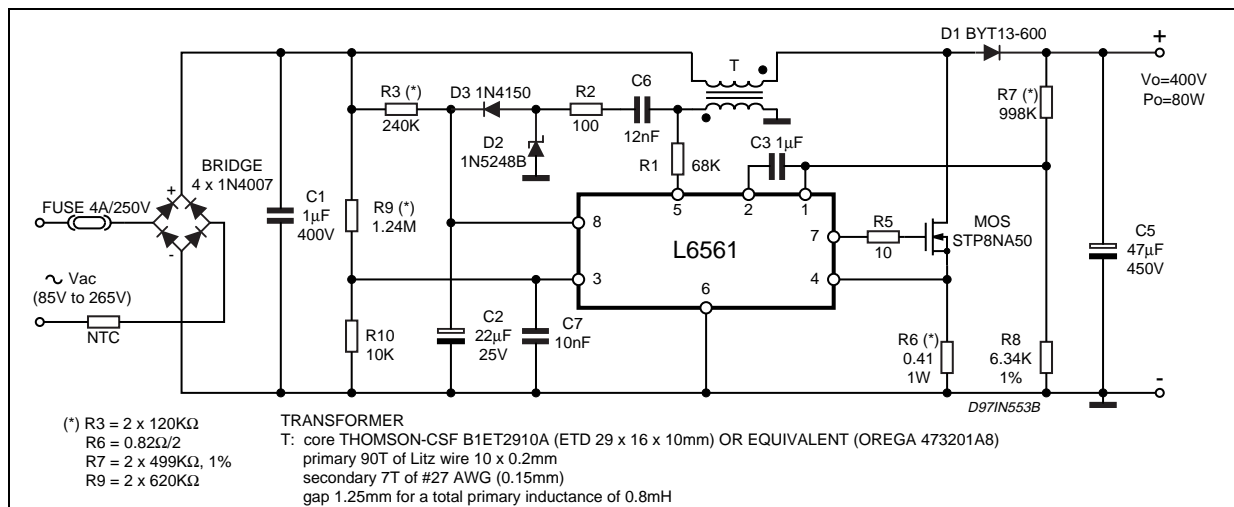 D1 BYT13-600
+
T
C6
Vo=400V
Po=80W
R3 (*)
240K
D3 1N4150
R2
100
12nF
R7 (*)
998K
D2
1N5248B
C3 1μF
R1
68K
BRIDGE
4 x 1N4007
+
-
FUSE 4A/250V
C1
1μF
400V
R9 (*)
1.24M
5
2
1
8
7
3
4
6
L6561
R5
10
MOS
STP8NA50
C5
47μF
450V
~ Vac
(85V to 265V)
NTC
R10
10K
C2
22μF
25V
C7
10nF
R6 (*)
0.41
1W
R8
6.34K
1%
-
D97IN553B
(*) R3 = 2 x 120KΩ
R6 = 0.82Ω/2
R7 = 2 x 499KΩ, 1%
R9 = 2 x 620KΩ
TRANSFORMER
T: core THOMSON-CSF B1ET2910A (ETD 29 x 16 x 10mm) OR EQUIVALENT (OREGA 473201A8)
primary 90T of Litz wire 10 x 0.2mm
secondary 7T of #27 AWG (0.15mm)
gap 1.25mm for a total primary inductance of 0.8mH